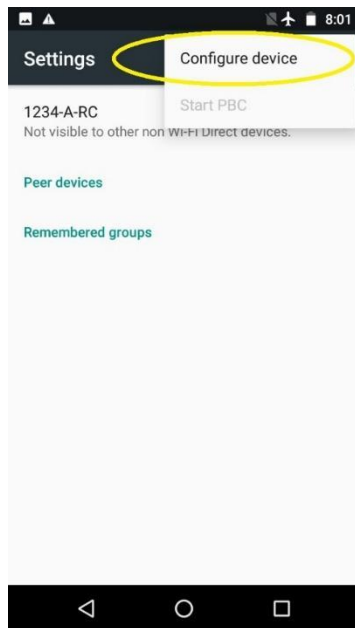 8:01
Settings
Configure device
Start PBC
1234-A-RC
Not visible to other non Wi-Fi Direct devices.
Peer devices
Remembered groups